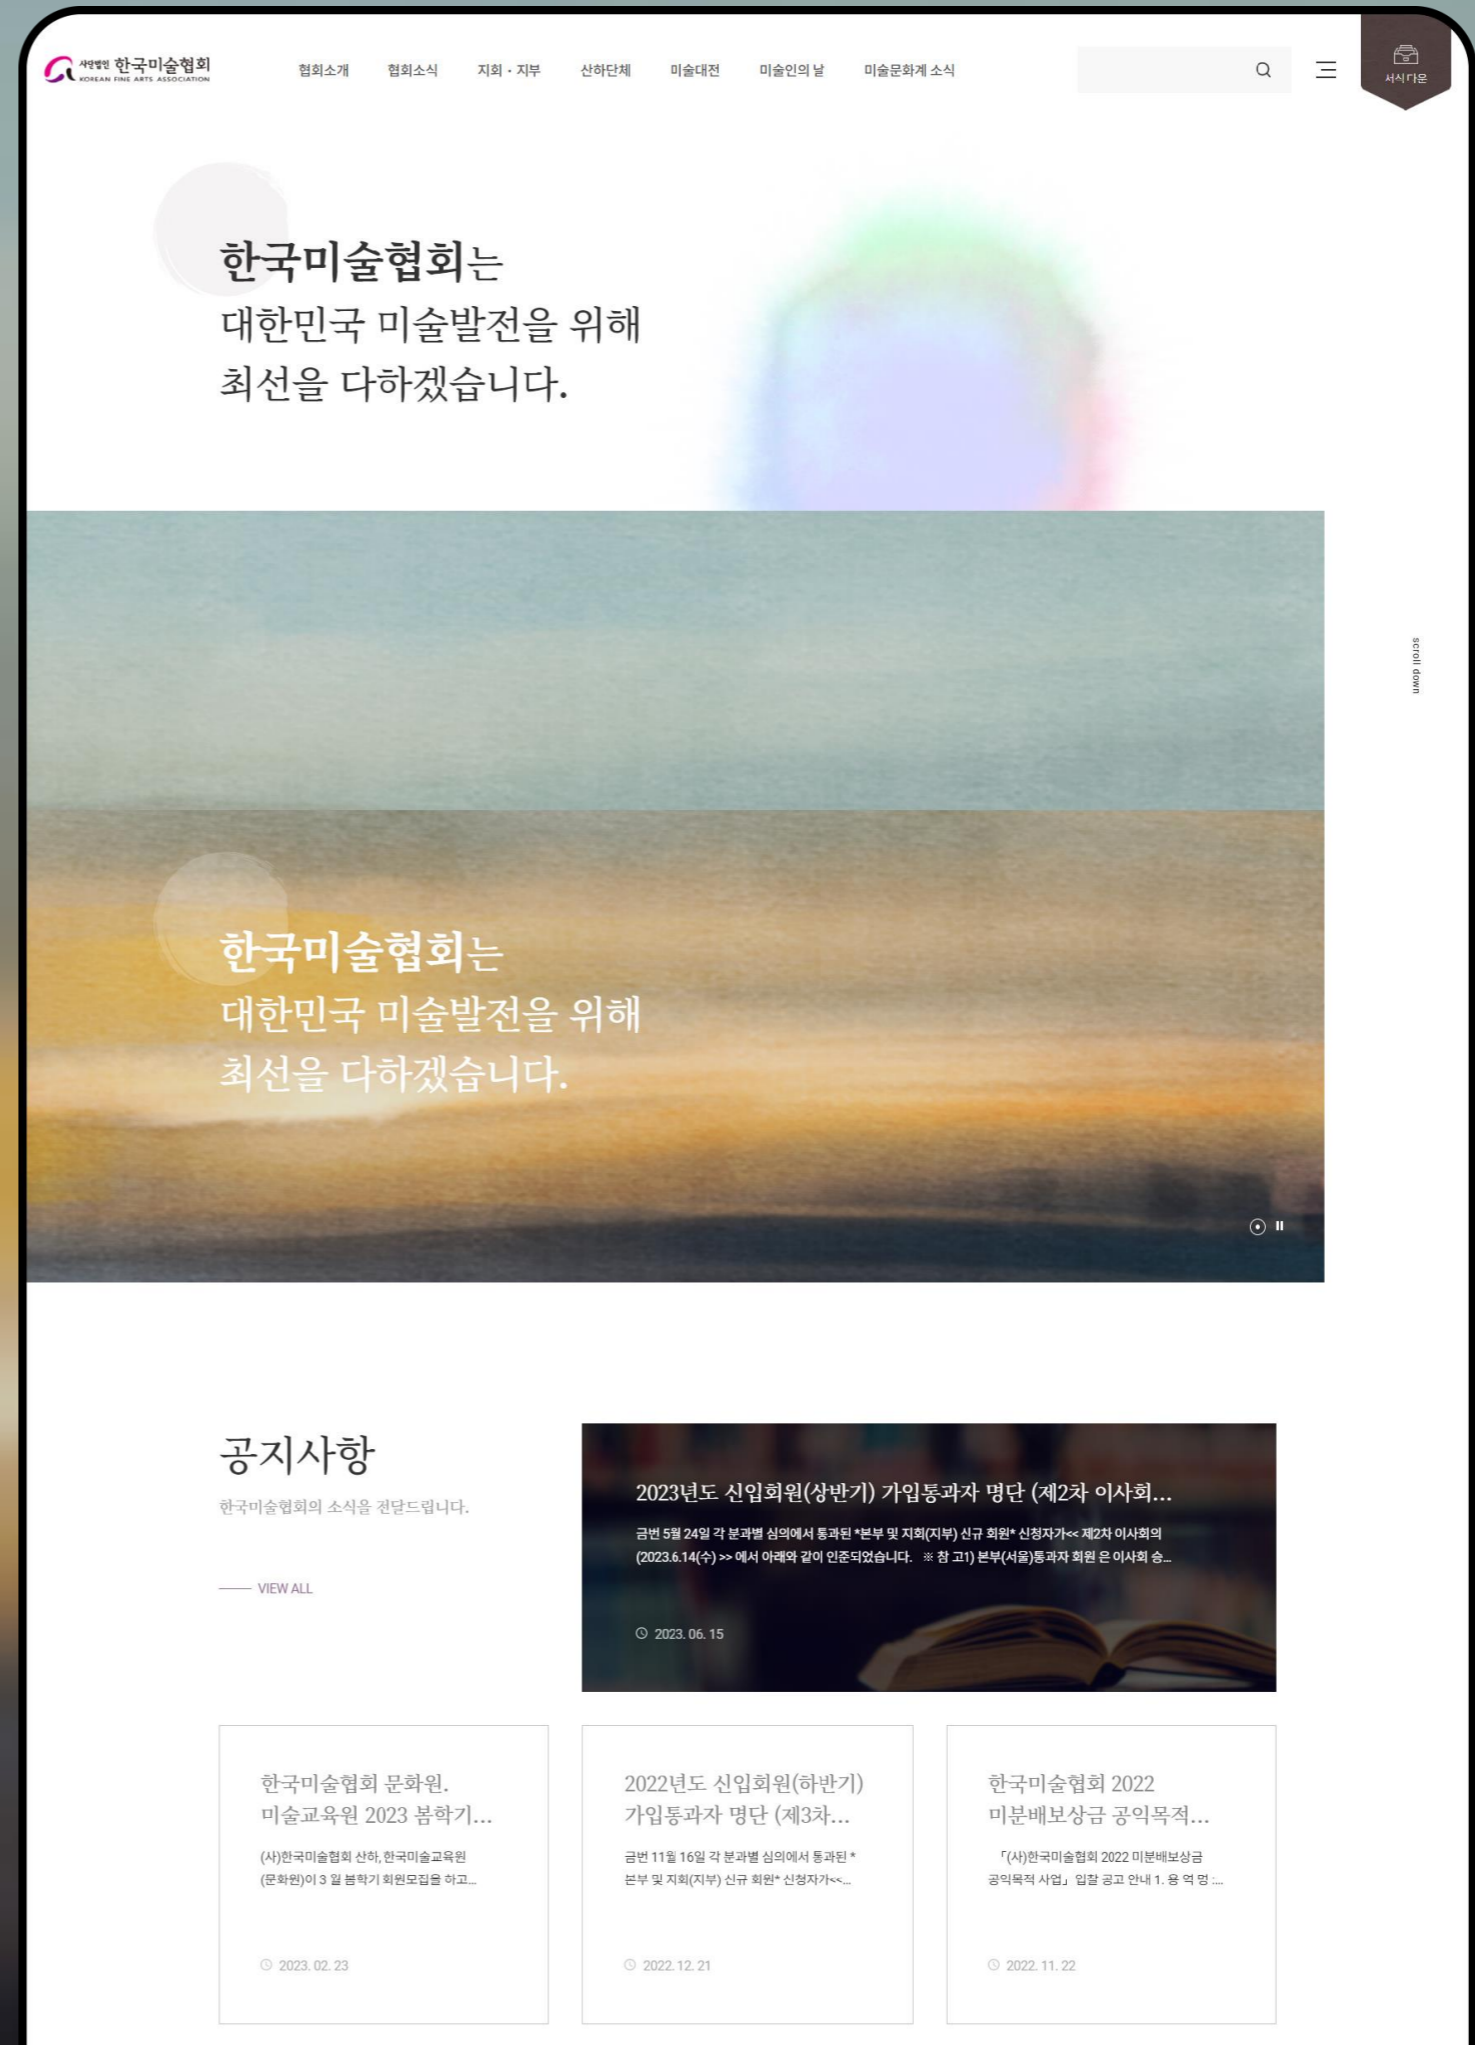 사단법인 한국미술협회
KOREAN FINE ARTS ASSOCIATION
협회소개 협회소식 지회・지부 산하단체 미술대전 미술인의 날 미술문화계 소식
서식다운
한국미술협회는
대한민국 미술발전을 위해
최선을 다하겠습니다.
scroll down
한국미술협회는
대한민국 미술발전을 위해
최선을 다하겠습니다.
공지사항
한국미술협회의 소식을 전달드립니다.
VIEW ALL
2023년도 신입회원(상반기) 가입통과자 명단 (제2차 이사회...
금번 5월 24일 각 분과별 심의에서 통과된 *본부 및 지회(지부) 신규 회원* 신청자가<< 제2차 이사회의
(2023.6.14(수) >> 에서 아래와 같이 인준되었습니다. ※ 참 고1) 본부(서울)통과자 회원 은 이사회 승...
2023. 06. 15
한국미술협회 문화원.
미술교육원 2023 봄학기...
(사)한국미술협회 산하, 한국미술교육원
(문화원)이 3 월 봄학기 회원모집을 하고...
2023. 02. 23
2022년도 신입회원(하반기)
가입통과자 명단 (제3차...
금번 11월 16일 각 분과별 심의에서 통과된 *
본부 및 지회(지부) 신규 회원* 신청자가<<...
2022. 12. 21
한국미술협회 2022
미분배보상금 공익목적...
「(사)한국미술협회 2022 미분배보상금
공익목적 사업」입찰 공고 안내 1. 용 역 명 :...
2022. 11. 22